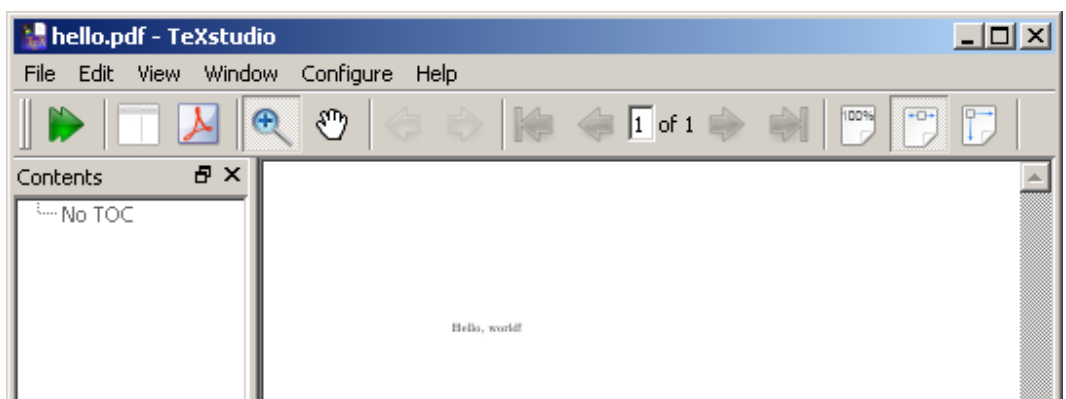 hello.pdf - TeXstudio
File Edit View Window Configure Help
1 of 1 100%
Contents
No TOC
Hello, world!